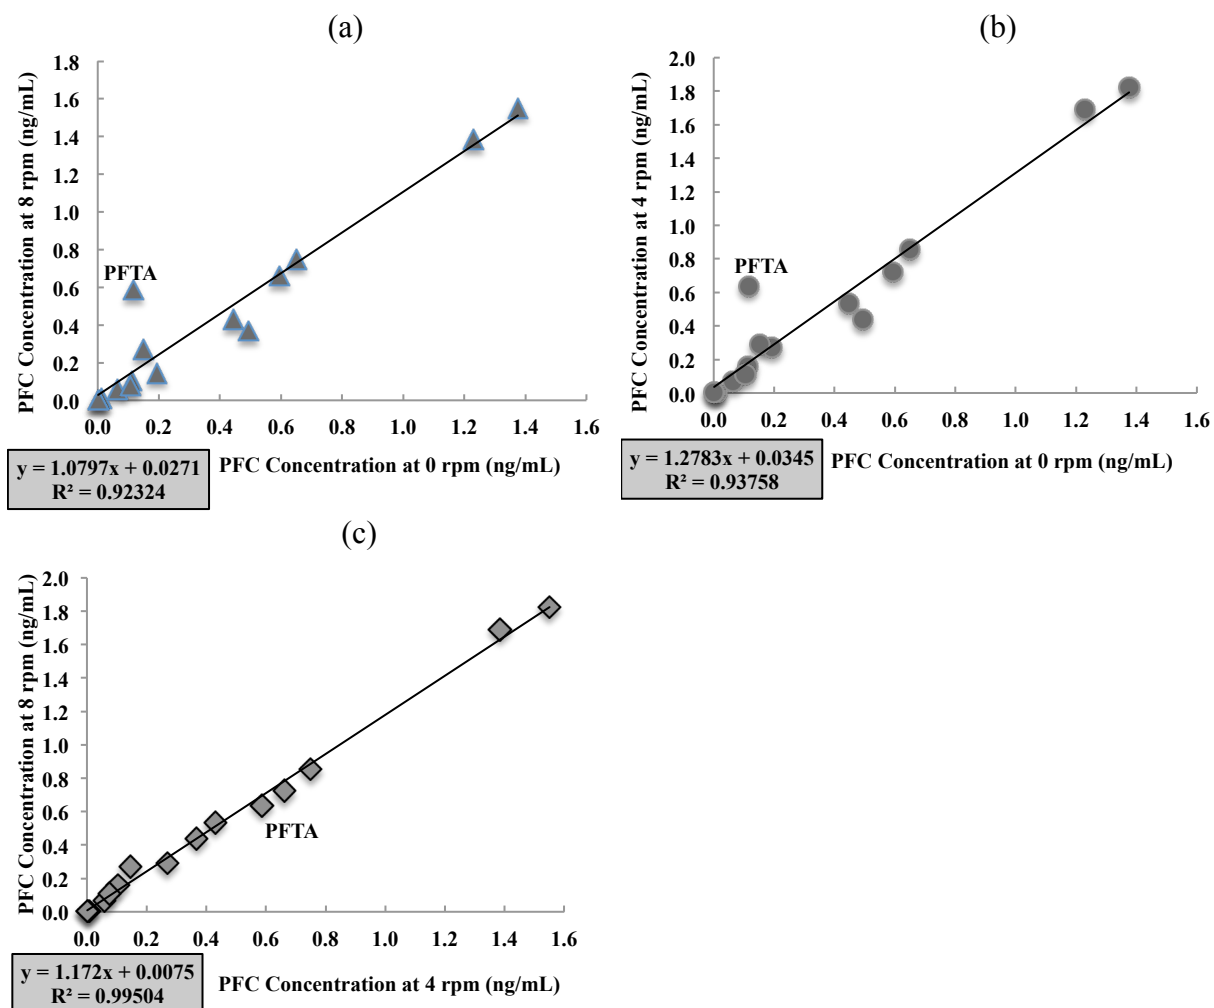 (a)
PFC Concentration at 8 rpm (ng/mL)
1.8
1.6
1.4
1.2
1.0
0.8
0.6
0.4
0.2
0.0
PFTA
0.0 0.2 0.4 0.6 0.8 1.0 1.2 1.4 1.6
PFC Concentration at 0 rpm (ng/mL)
y = 1.0797x + 0.0271
R² = 0.92324
(b)
PFC Concentration at 4 rpm (ng/mL)
2.0
1.8
1.6
1.4
1.2
1.0
0.8
0.6
0.4
0.2
0.0
PFTA
0.0 0.2 0.4 0.6 0.8 1.0 1.2 1.4 1.6
PFC Concentration at 0 rpm (ng/mL)
y = 1.2783x + 0.0345
R² = 0.93758
(c)
PFC Concentration at 8 rpm (ng/mL)
2.0
1.8
1.6
1.4
1.2
1.0
0.8
0.6
0.4
0.2
0.0
PFTA
0.0 0.2 0.4 0.6 0.8 1.0 1.2 1.4 1.6
PFC Concentration at 4 rpm (ng/mL)
y = 1.172x + 0.0075
R² = 0.99504